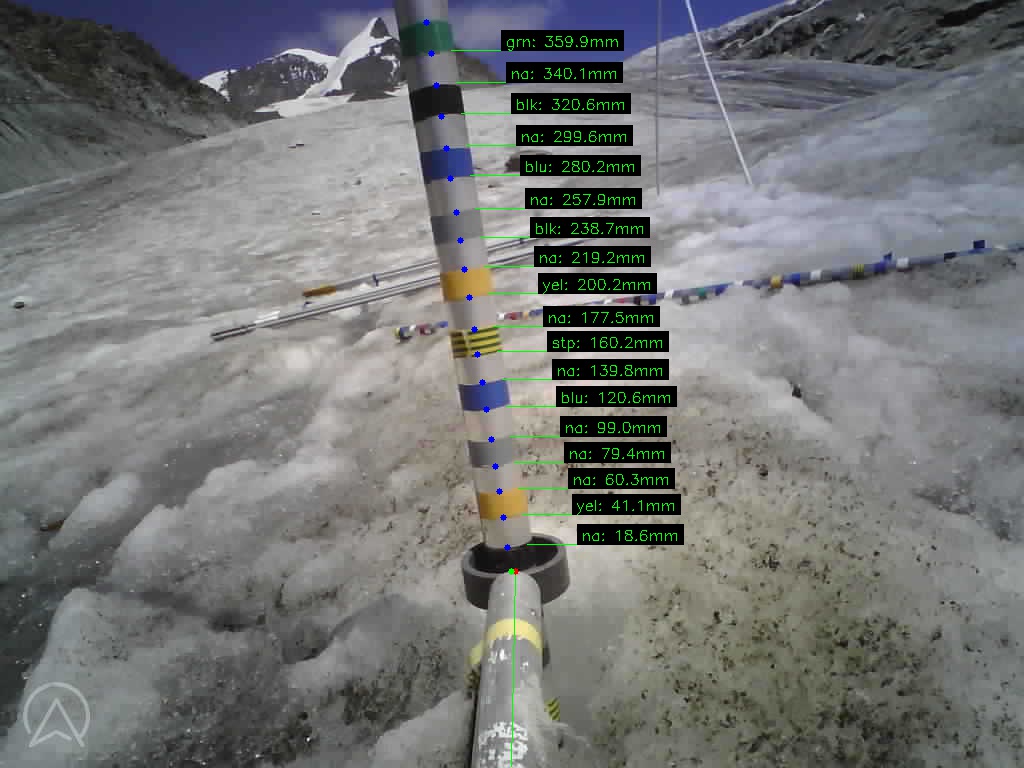 grn: 359.9mm
na: 340.1mm
blk: 320.6mm
na: 299.6mm
blu: 280.2mm
na: 257.9mm
blk: 238.7mm
na: 219.2mm
yel: 200.2mm
na: 177.5mm
stp: 160.2mm
na: 139.8mm
blu: 120.6mm
na: 99.0mm
na: 79.4mm
na: 60.3mm
yel: 41.1mm
na: 18.6mm